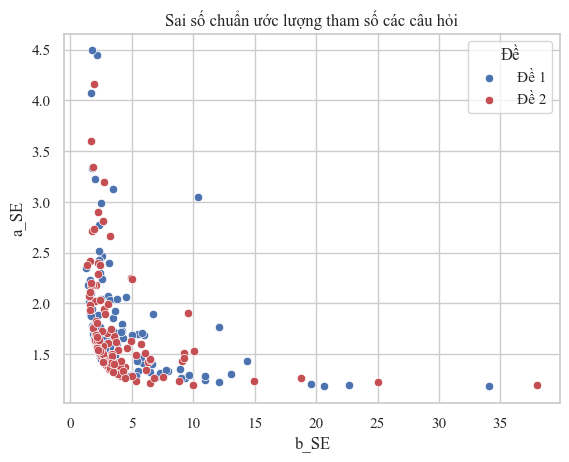 Sai số chuẩn ước lượng tham số các câu hỏi
Đề
Đề 1
Đề 2
a_SE
4.5
4.0
3.5
3.0
2.5
2.0
1.5
0 5 10 15 20 25 30 35
b_SE